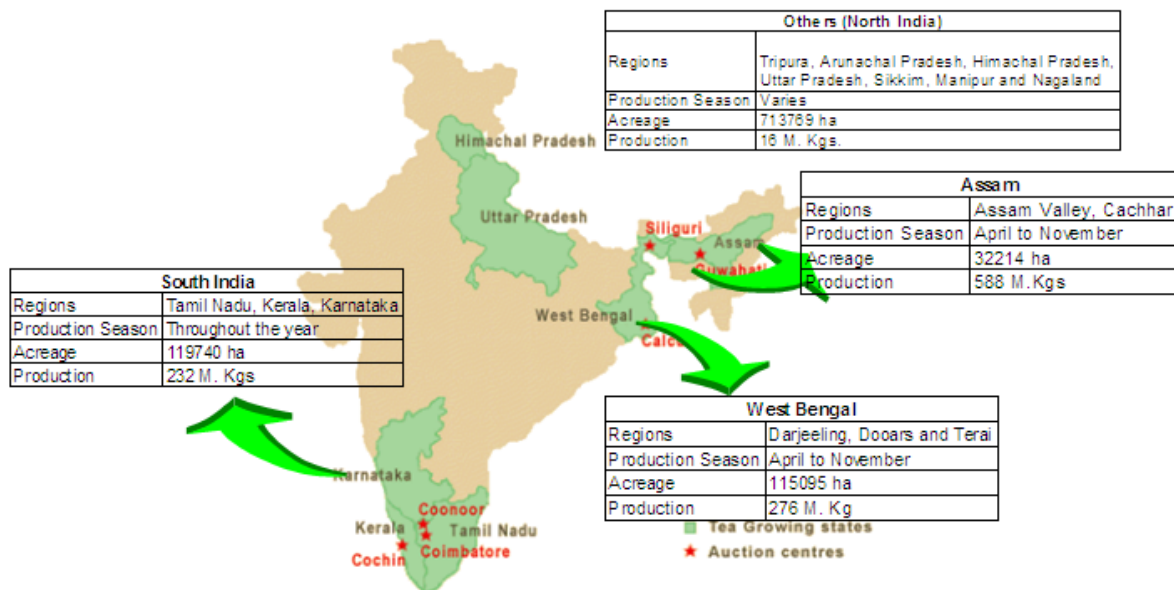 Others (North India)
Regions Tripura, Arunachal Pradesh, Himachal Pradesh,
Uttar Pradesh, Sikkim, Manipur and Nagaland
Production Season Varies
Acreage 713769 ha
Production 16 M. Kgs.
Himachal Pradesh
Uttar Pradesh
Assam
Regions Assam Valley, Cachhar
Production Season April to November
Acreage 32214 ha
Production 588 M.Kgs
Siliguri
Assam
Guwahati
South India
Regions Tamil Nadu, Kerala, Karnataka
Production Season Throughout the year
Acreage 119740 ha
Production 232 M. Kgs
West Bengal
West Bengal
Regions Darjeeling, Dooars and Terai
Production Season April to November
Acreage 115095 ha
Production 276 M. Kg
Karnataka
Coonoor
Kerala
Tamil Nadu
Coimbatore
Cochin
Tea Growing states
Auction centres